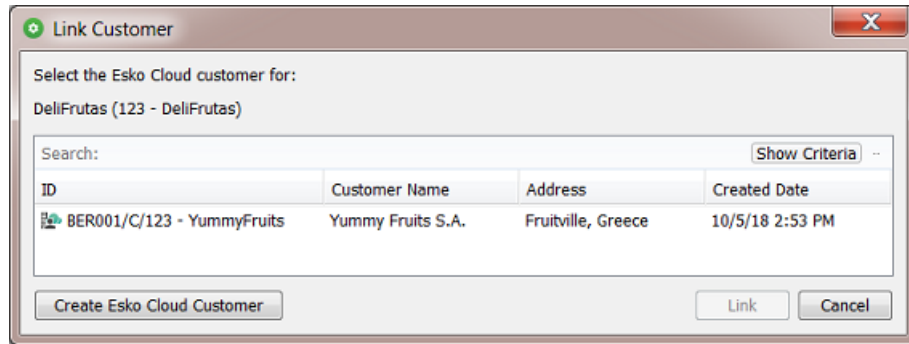 Link Customer
Select the Esko Cloud customer for:
DeliFrutas (123 - DeliFrutas)
Search: Show Criteria
ID Customer Name Address Created Date
BER001/C/123 - YummyFruits Yummy Fruits S.A. Fruitville, Greece 10/5/18 2:53 PM
Create Esko Cloud Customer Link Cancel